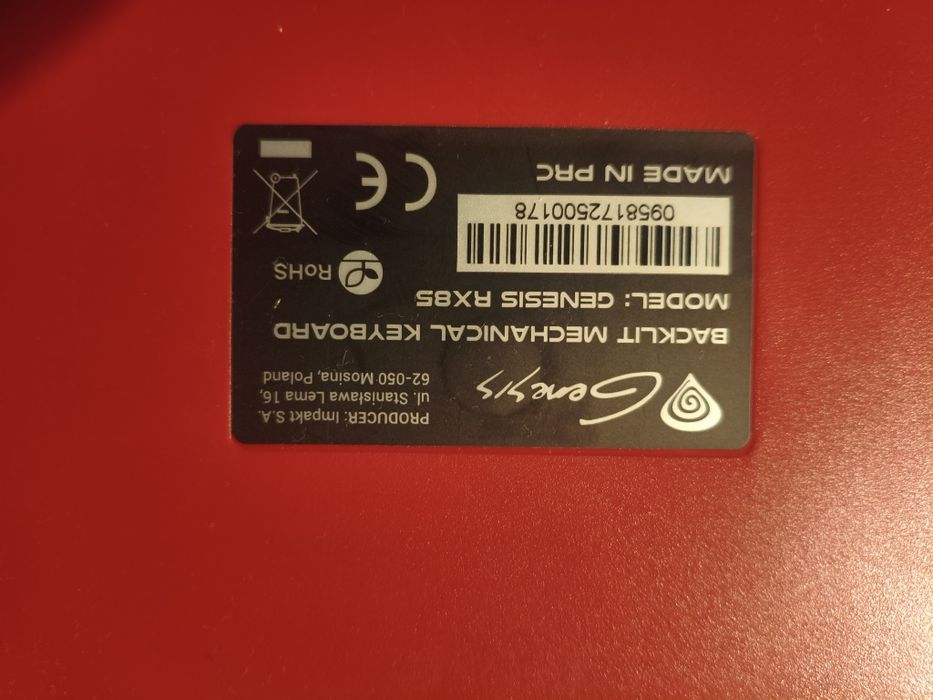 Genesis
PRODUCER: Impakt S.A.
ul. Stanisława Lema 16,
62-050 Mosina, Poland
BACKLIT MECHANICAL KEYBOARD
MODEL: GENESIS RX85
RoHS
0958172500178
MADE IN PRC
CE